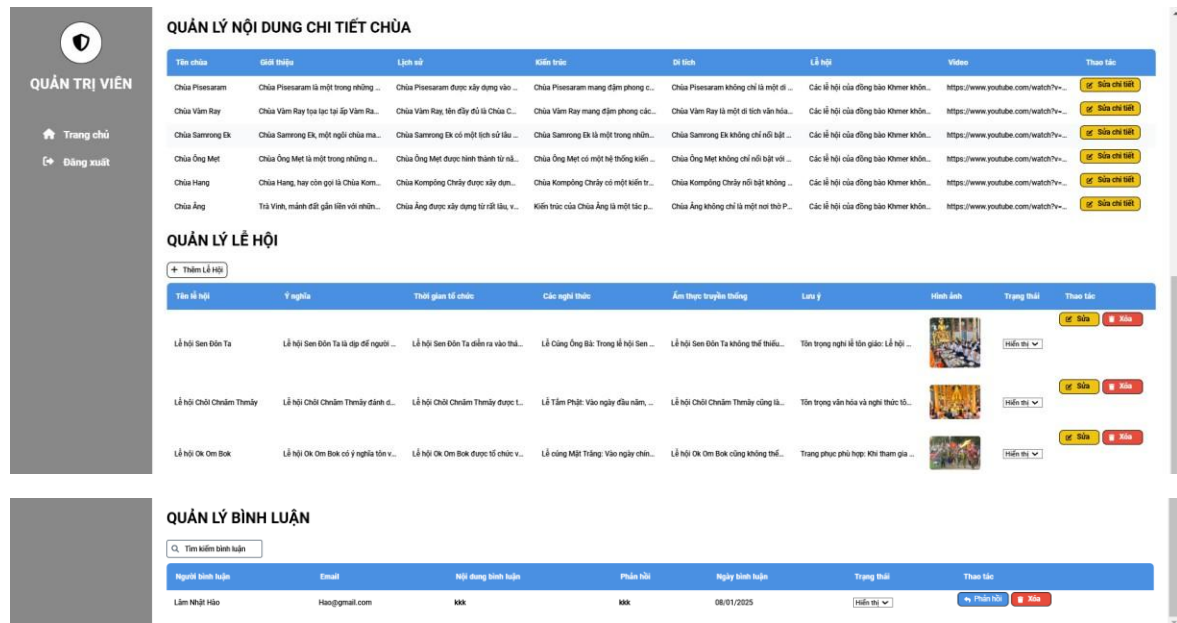 QUẢN TRỊ VIÊN
Trang chủ
Đăng xuất
QUẢN LÝ NỘI DUNG CHI TIẾT CHÙA
Tên chùa Giới thiệu Lịch sử Kiến trúc Di tích Lễ hội Video Thao tác
Chùa Pisesaram Chùa Pisesaram là một trong những ... Chùa Pisesaram được xây dựng vào ... Chùa Pisesaram mang đậm phong c... Chùa Pisesaram không chỉ là một di ... Các lễ hội của đồng bào Khmer khôn... https://www.youtube.com/watch?v=... Sửa chi tiết
Chùa Vàm Ray Chùa Vàm Ray tọa lạc tại ấp Vàm Ra... Chùa Vàm Ray, tên đầy đủ là Chùa C... Chùa Vàm Ray mang đậm phong các... Chùa Vàm Ray là một di tích văn hóa... Các lễ hội của đồng bào Khmer khôn... https://www.youtube.com/watch?v=... Sửa chi tiết
Chùa Samrong Ek Chùa Samrong Ek, một ngôi chùa ma... Chùa Samrong Ek có một lịch sử lâu ... Chùa Samrong Ek là một trong nhữn... Chùa Samrong Ek không chỉ nổi bật ... Các lễ hội của đồng bào Khmer khôn... https://www.youtube.com/watch?v=... Sửa chi tiết
Chùa Ông Mẹt Chùa Ông Mẹt là một trong những n... Chùa Ông Mẹt được hình thành từ nă... Chùa Ông Mẹt có một hệ thống kiến ... Chùa Ông Mẹt không chỉ nổi bật với ... Các lễ hội của đồng bào Khmer khôn... https://www.youtube.com/watch?v=... Sửa chi tiết
Chùa Hang Chùa Hang, hay còn gọi là Chùa Kom... Chùa Kompông Chrây được xây dựn... Chùa Kompông Chrây có một kiến tr... Chùa Kompông Chrây nổi bật không ... Các lễ hội của đồng bào Khmer khôn... https://www.youtube.com/watch?v=... Sửa chi tiết
Chùa Âng Trà Vinh, mảnh đất gắn liền với nhữn... Chùa Âng được xây dựng từ rất lâu, v... Kiến trúc của Chùa Âng là một tác p... Chùa Âng không chỉ là một nơi thờ P... Các lễ hội của đồng bào Khmer khôn... https://www.youtube.com/watch?v=... Sửa chi tiết
QUẢN LÝ LỄ HỘI
+ Thêm Lễ Hội
Tên lễ hội Ý nghĩa Thời gian tổ chức Các nghi thức Ẩm thực truyền thống Lưu ý Hình ảnh Trạng thái Thao tác
Lễ hội Sen Đôn Ta Lễ hội Sen Đôn Ta là dịp để người ... Lễ hội Sen Đôn Ta diễn ra vào thá... Lễ Cúng Ông Bà: Trong lễ hội Sen ... Lễ hội Sen Đôn Ta không thể thiếu... Tôn trọng nghi lễ tôn giáo: Lễ hội ... Hiển thị Sửa Xóa
Lễ hội Chôl Chnăm Thmây Lễ hội Chôl Chnăm Thmây đánh d... Lễ hội Chôl Chnăm Thmây được t... Lễ Tắm Phật: Vào ngày đầu năm, ... Lễ hội Chôl Chnăm Thmây cũng là... Tôn trọng văn hóa và nghi thức tô... Hiển thị Sửa Xóa
Lễ hội Ok Om Bok Lễ hội Ok Om Bok có ý nghĩa tôn v... Lễ hội Ok Om Bok được tổ chức v... Lễ cúng Mặt Trăng: Vào ngày chín... Lễ hội Ok Om Bok cũng không thể... Trang phục phù hợp: Khi tham gia ... Hiển thị Sửa Xóa
QUẢN LÝ BÌNH LUẬN
Tìm kiếm bình luận
Người bình luận Email Nội dung bình luận Phản hồi Ngày bình luận Trạng thái Thao tác
Lâm Nhật Hào Hao@gmail.com kkk kkk 08/01/2025 Hiển thị Phản hồi Xóa